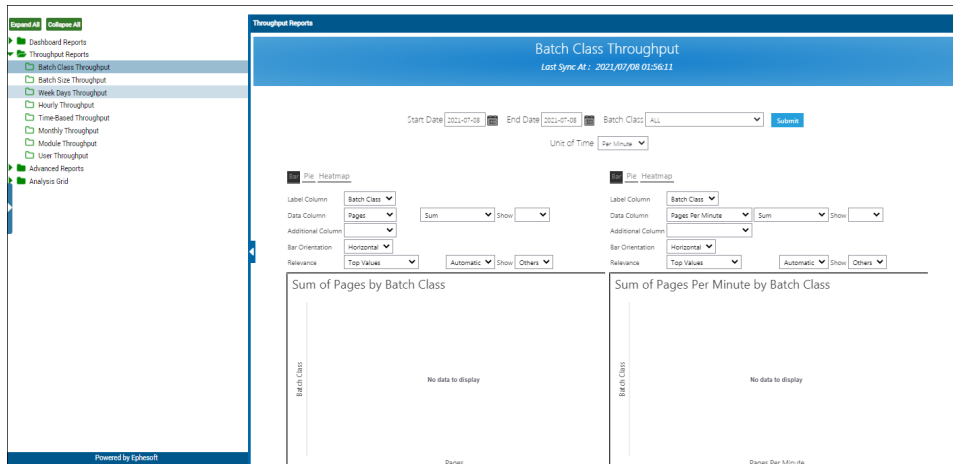 Expand All Collapse All
Dashboard Reports
Throughput Reports
Batch Class Throughput
Batch Size Throughput
Week Days Throughput
Hourly Throughput
Time-Based Throughput
Monthly Throughput
Module Throughput
User Throughput
Advanced Reports
Analysis Grid
Powered by Ephesoft
Throughput Reports
Batch Class Throughput
Last Sync At : 2021/07/08 01:56:11
Start Date 2021-07-08 End Date 2021-07-08 Batch Class ALL Submit
Unit of Time Per Minute
Bar Pie Heatmap
Label Column Batch Class
Data Column Pages Sum Show
Additional Column
Bar Orientation Horizontal
Relevance Top Values Automatic Show Others
Sum of Pages by Batch Class
Batch Class
No data to display
Pages
Bar Pie Heatmap
Label Column Batch Class
Data Column Pages Per Minute Sum Show
Additional Column
Bar Orientation Horizontal
Relevance Top Values Automatic Show Others
Sum of Pages Per Minute by Batch Class
Batch Class
No data to display
Pages Per Minute